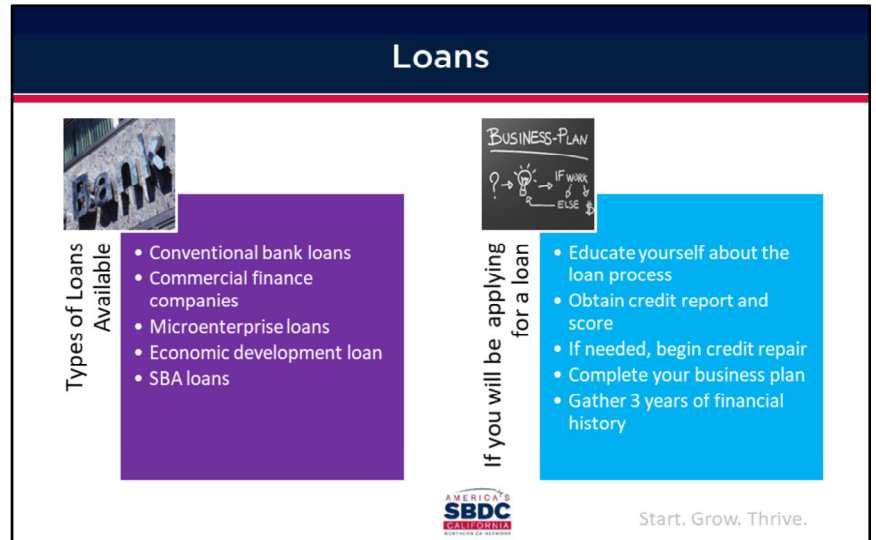 Loans
Bank
Types of Loans
Available
• Conventional bank loans
• Commercial finance
companies
• Microenterprise loans
• Economic development loan
• SBA loans
BUSINESS-PLAN
? → → IF WORK
ELSE $
If you will be applying
for a loan
• Educate yourself about the
loan process
• Obtain credit report and
score
• If needed, begin credit repair
• Complete your business plan
• Gather 3 years of financial
history
AMERICA'S
SBDC
CALIFORNIA
NORTHERN CA NETWORK
Start. Grow. Thrive.